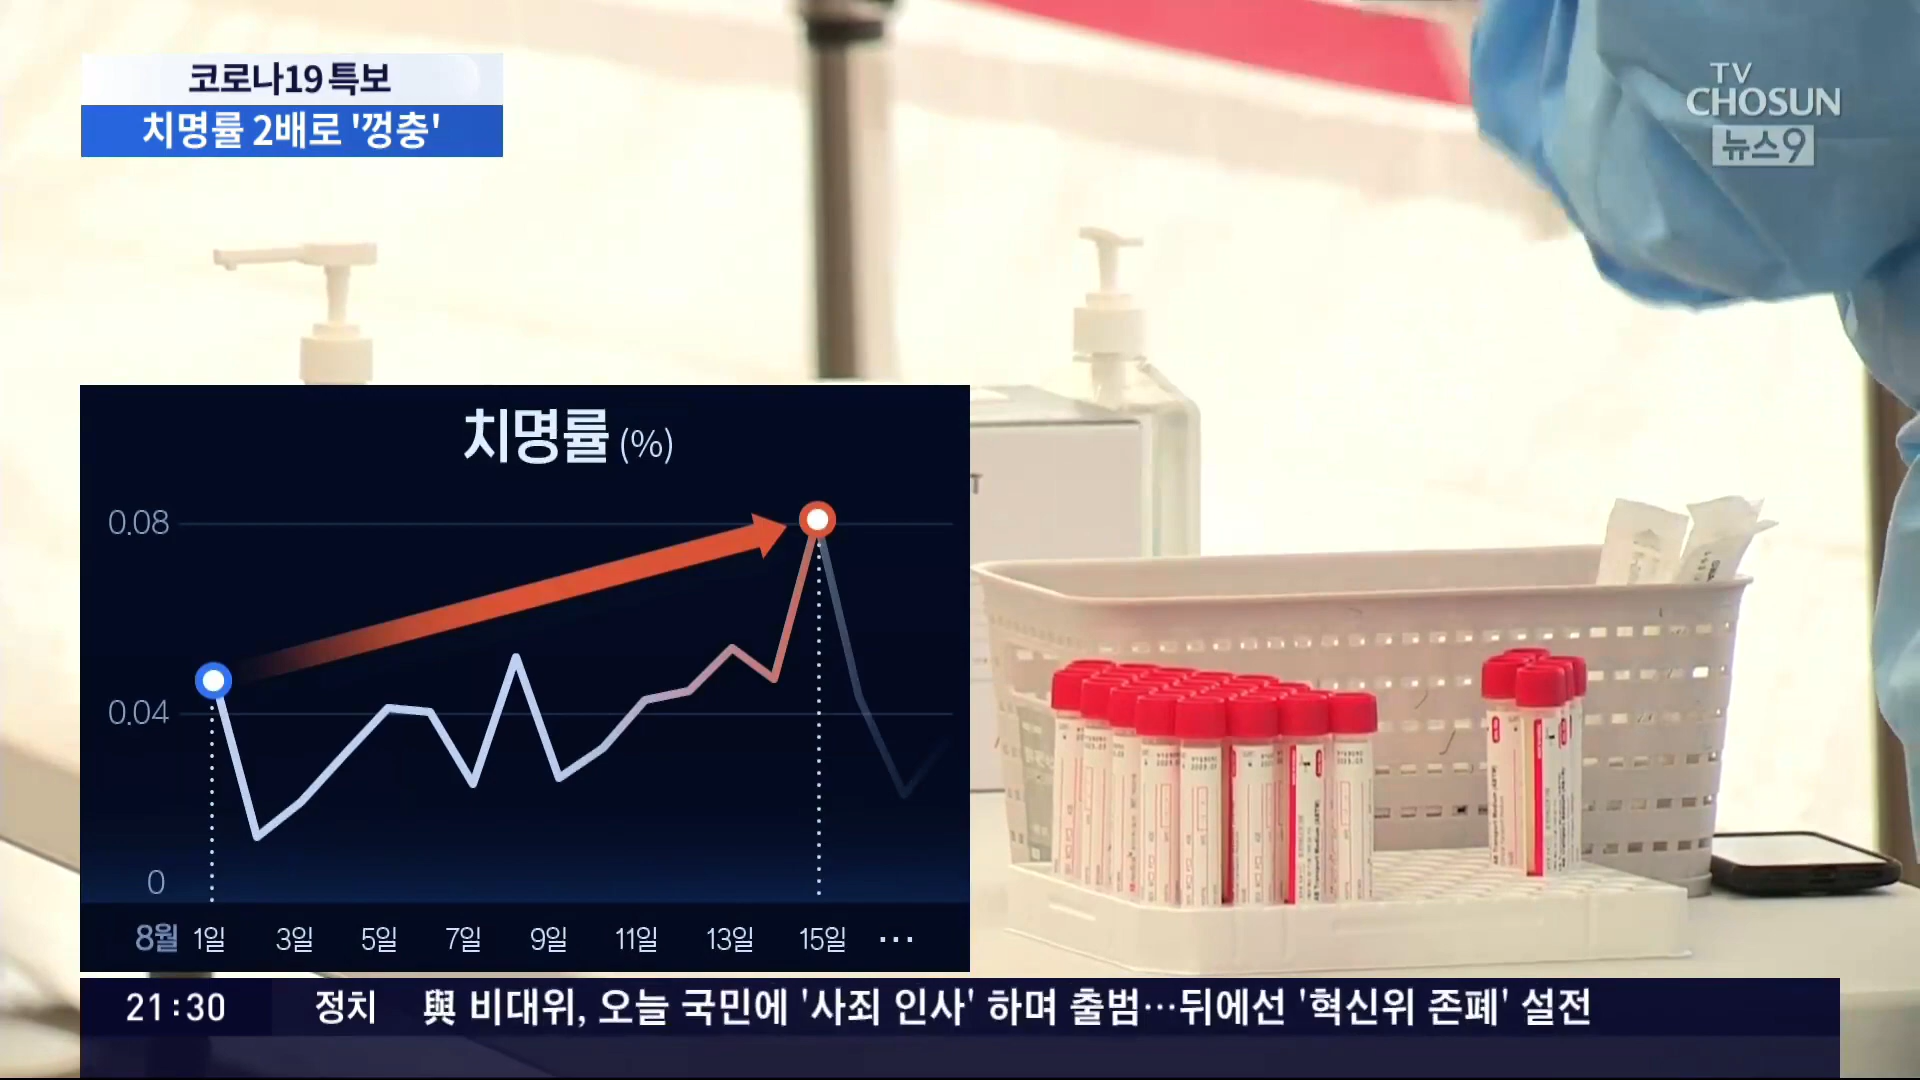 코로나19 특보
치명률 2배로 '껑충'
TV
CHOSUN
뉴스9
치명률 (%)
0.08
0.04
0
8월 1일 3일 5일 7일 9일 11일 13일 15일 ...
21:30 정치 與 비대위, 오늘 국민에 '사죄 인사' 하며 출범…뒤에선 '혁신위 존폐' 설전